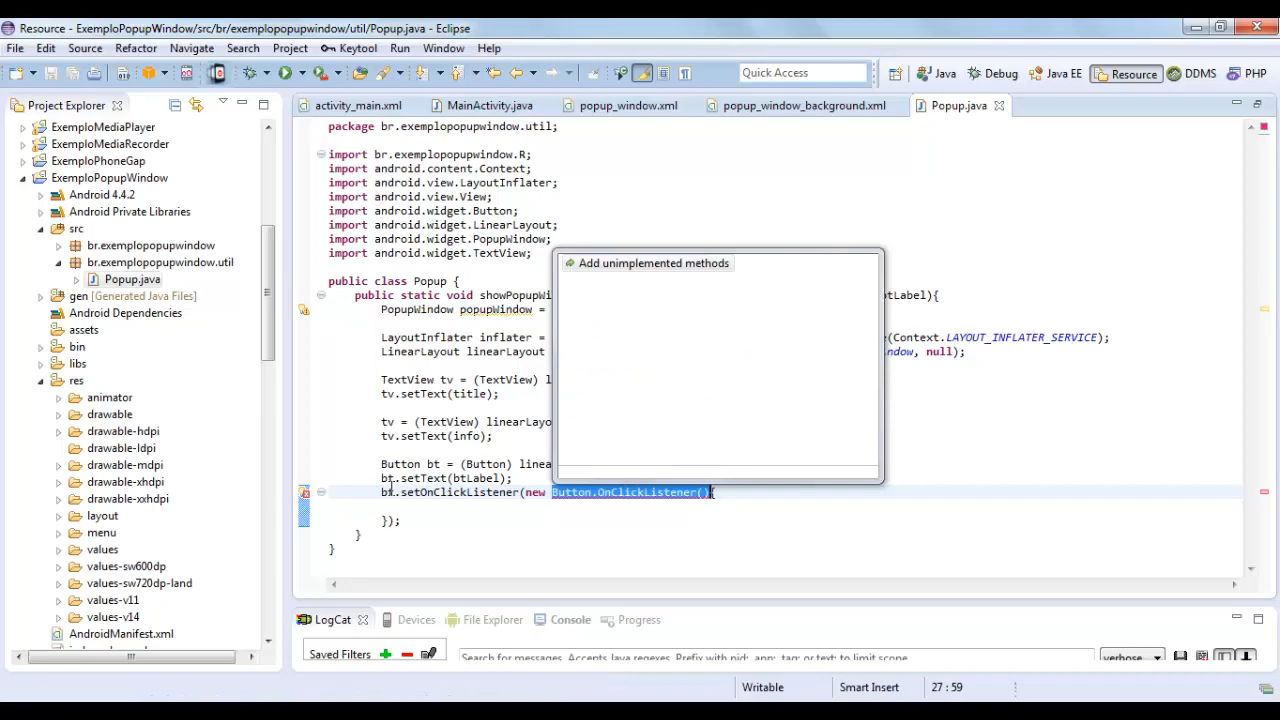 Resource - ExemploPopupWindow/src/br/exemplopopupwindow/util/Popup.java - Eclipse
File Edit Source Refactor Navigate Search Project Keytool Run Window Help
Quick Access
Java Debug Java EE Resource DDMS PHP
Project Explorer
activity_main.xml MainActivity.java popup_window.xml popup_window_background.xml Popup.java
ExemploMediaPlayer
ExemploMediaRecorder
ExemploPhoneGap
ExemploPopupWindow
Android 4.4.2
Android Private Libraries
src
br.exemplopopupwindow
br.exemplopopupwindow.util
Popup.java
gen [Generated Java Files]
Android Dependencies
assets
bin
libs
res
animator
drawable
drawable-hdpi
drawable-ldpi
drawable-mdpi
drawable-xhdpi
drawable-xxhdpi
layout
menu
values
values-sw600dp
values-sw720dp-land
values-v11
values-v14
AndroidManifest.xml
package br.exemplopopupwindow.util;
import br.exemplopopupwindow.R;
import android.content.Context;
import android.view.LayoutInflater;
import android.view.View;
import android.widget.Button;
import android.widget.LinearLayout;
import android.widget.PopupWindow;
import android.widget.TextView;
public class Popup {
public static void showPopupWi tLabel){
PopupWindow popupWindow =
LayoutInflater inflater = e(Context.LAYOUT_INFLATER_SERVICE);
LinearLayout linearLayout ndow, null);
TextView tv = (TextView) l
tv.setText(title);
tv = (TextView) linearLayo
tv.setText(info);
Button bt = (Button) linea
bt.setText(btLabel);
bt.setOnClickListener(new Button.OnClickListener(){
});
}
}
Add unimplemented methods
LogCat Devices File Explorer Console Progress
Saved Filters
Search for messages. Accepts Java regexes. Prefix with pid: app: tag: or text: to limit scope. verbose
Writable Smart Insert 27 : 59